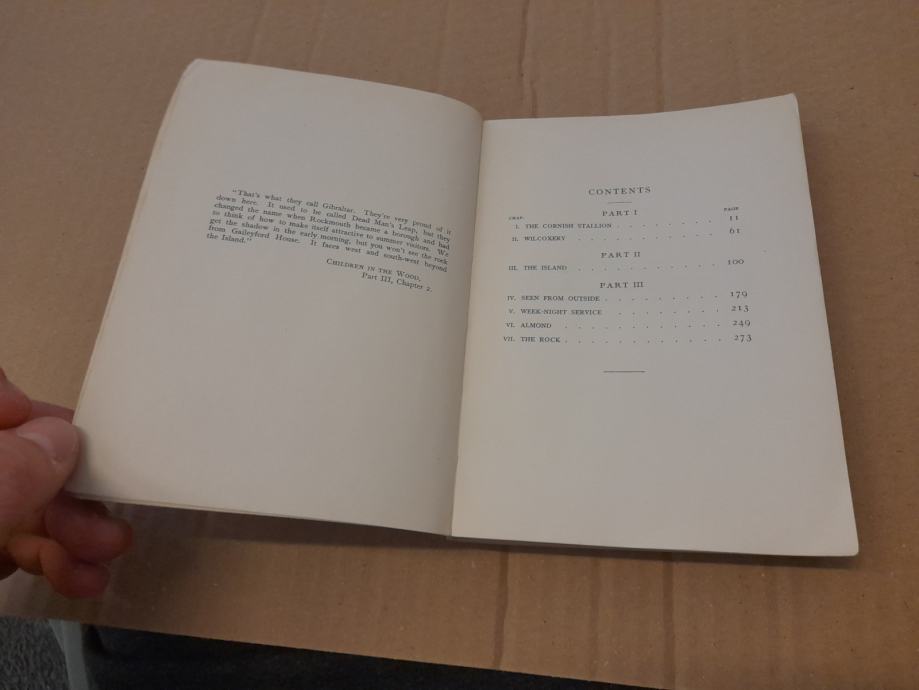 "That's what they call Gibraltar. They're very proud of it
down here. It used to be called Dead Man's Leap, but they
changed the name when Rockmouth became a borough and had
to think of how to make itself attractive to summer visitors. We
get the shadow in the early morning, but you won't see the rock
from Gaileyford House. It faces west and south-west beyond
the Island."
CHILDREN IN THE WOOD,
Part III, Chapter 2.
CONTENTS
PART I
CHAP. PAGE
I. THE CORNISH STALLION . . . . . . . . 11
II. WILCOXERY . . . . . . . . . . . 61
PART II
III. THE ISLAND . . . . . . . . . . . 100
PART III
IV. SEEN FROM OUTSIDE . . . . . . . . . 179
V. WEEK-NIGHT SERVICE . . . . . . . . 213
VI. ALMOND . . . . . . . . . . . . 249
VII. THE ROCK . . . . . . . . . . . . 273